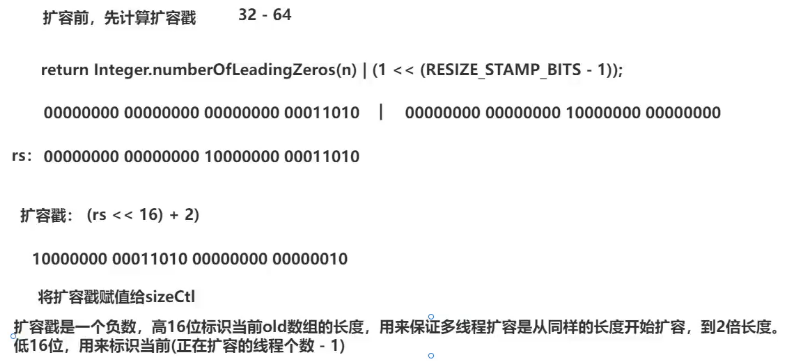 扩容前，先计算扩容戳 32 - 64
return Integer.numberOfLeadingZeros(n) | (1 << (RESIZE_STAMP_BITS - 1));
00000000 00000000 00000000 00011010 | 00000000 00000000 10000000 00000000
rs： 00000000 00000000 10000000 00011010
扩容戳： (rs << 16) + 2)
10000000 00011010 00000000 00000010
将扩容戳赋值给sizeCtl
扩容戳是一个负数，高16位标识当前old数组的长度，用来保证多线程扩容是从同样的长度开始扩容，到2倍长度。
低16位，用来标识当前(正在扩容的线程个数 - 1)